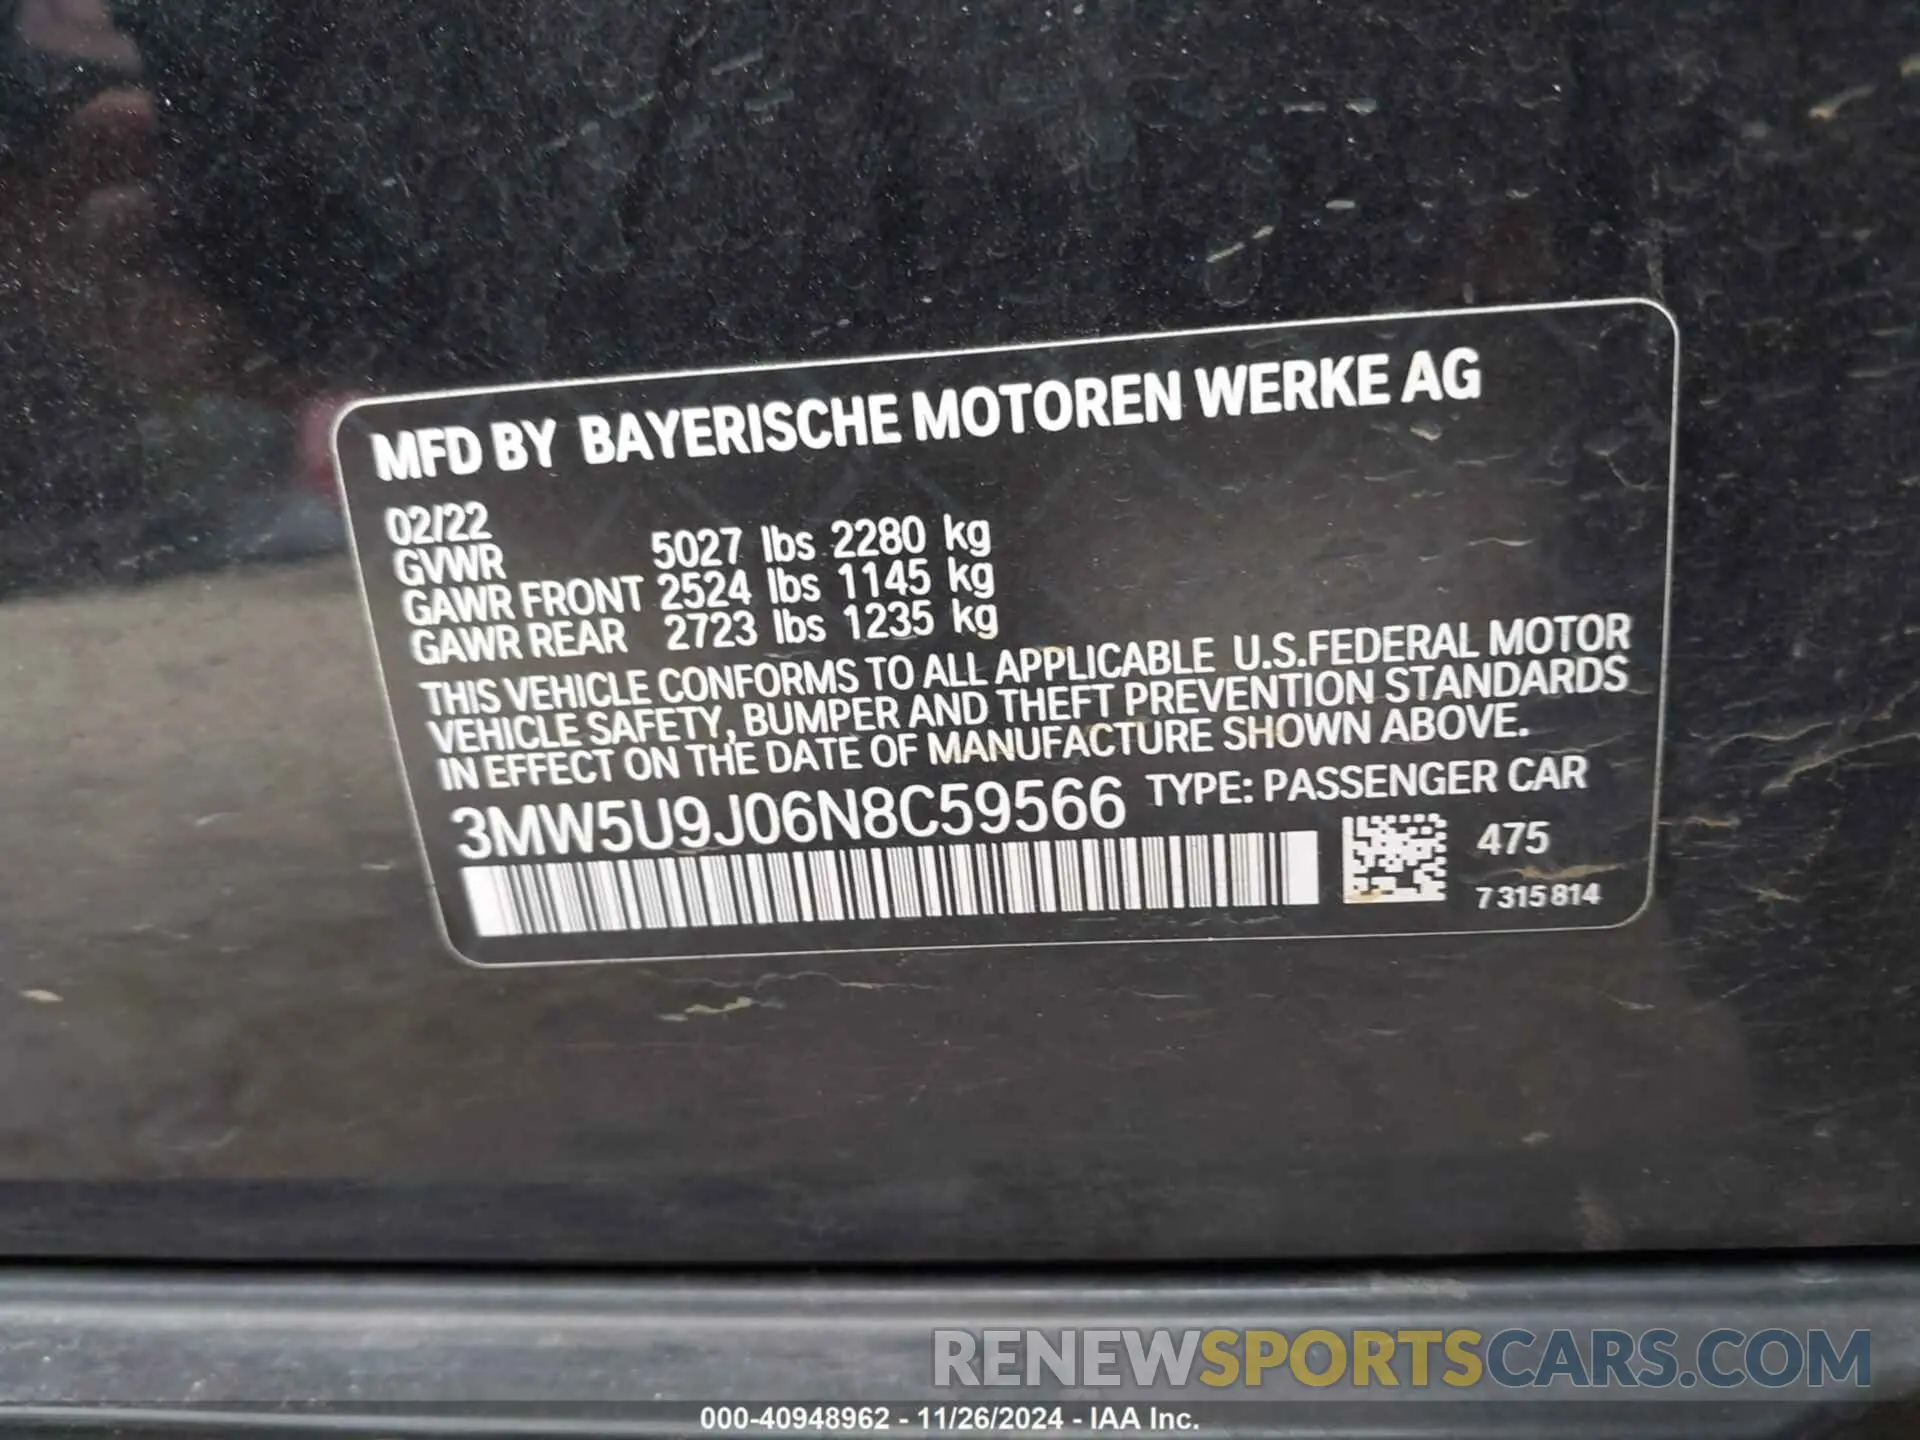 MFD BY BAYERISCHE MOTOREN WERKE AG
02/22
GVWR 5027 lbs 2280 kg
GAWR FRONT 2524 lbs 1145 kg
GAWR REAR 2723 lbs 1235 kg
THIS VEHICLE CONFORMS TO ALL APPLICABLE U.S.FEDERAL MOTOR
VEHICLE SAFETY, BUMPER AND THEFT PREVENTION STANDARDS
IN EFFECT ON THE DATE OF MANUFACTURE SHOWN ABOVE.
3MW5U9J06N8C59566 TYPE: PASSENGER CAR
475
7 315 814
RENEWSPORTSCARS.COM
000-40948962 - 11/26/2024 - IAA Inc.